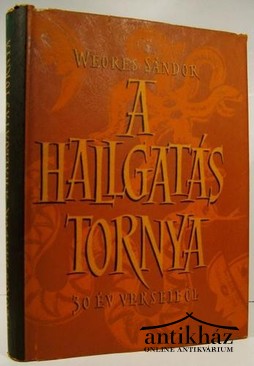 WEÖRES SÁNDOR
A
HALLGATÁS
TORNYA
30 ÉV VERSEIBŐL
antikház
ONLINE ANTIKVÁRIUM